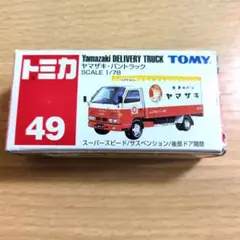 トミカ
49
Yamazaki DELIVERY TRUCK
ヤマザキ・パントラック
SCALE 1/78
TOMY
ヤマザキ
スーパースピード/サスペンション/後部ドア開閉